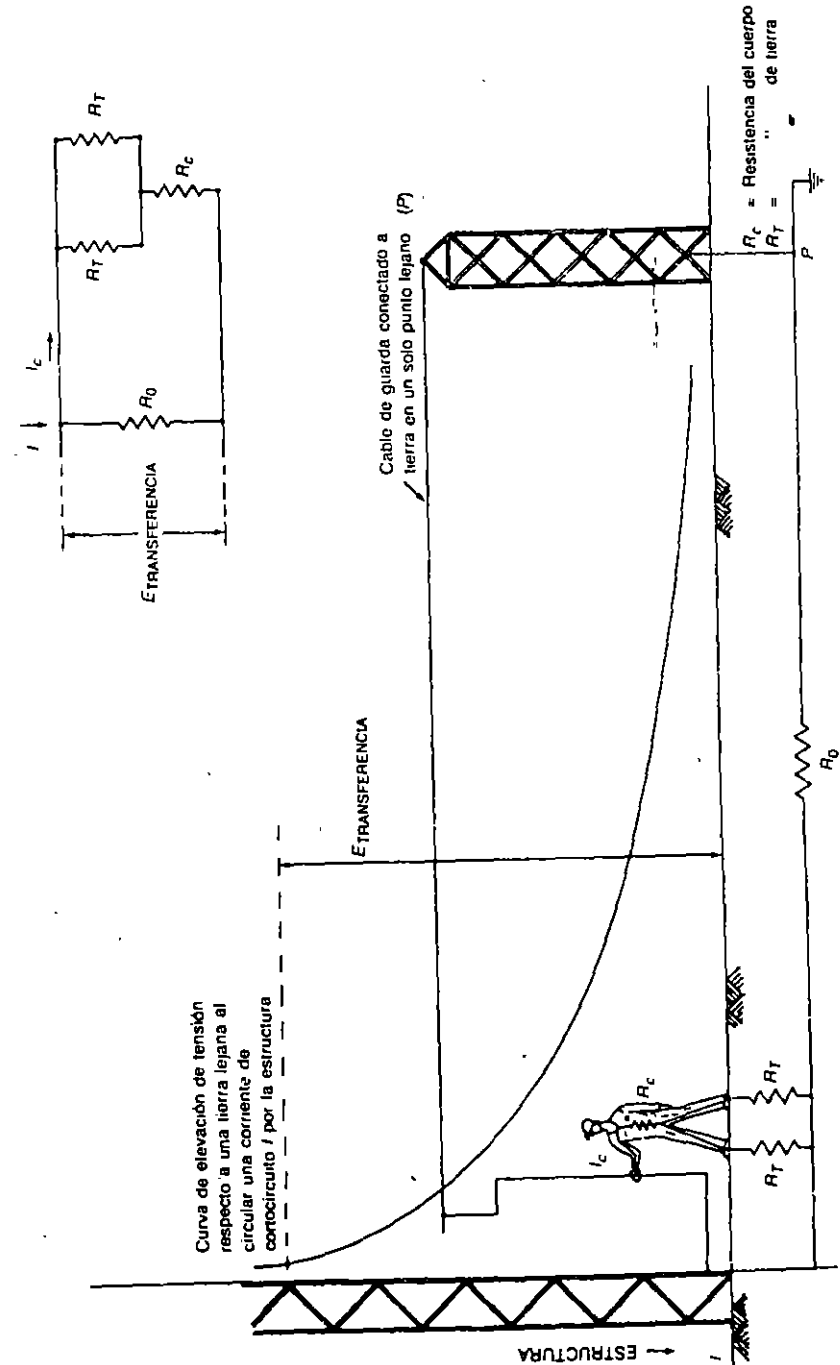 Curva de elevación de tensión
respecto a una tierra lejana al
circular una corriente de
cortocircuito I por la estructura
ETRANSFERENCIA
Cable de guarda conectado a
tierra en un solo punto lejano (P)
I
Ic
R0
RT
RT
Rc
ETRANSFERENCIA
Ic
Rc
RT
RT
R0
P
Rc = Resistencia del cuerpo
RT = " de tierra
ESTRUCTURA
I